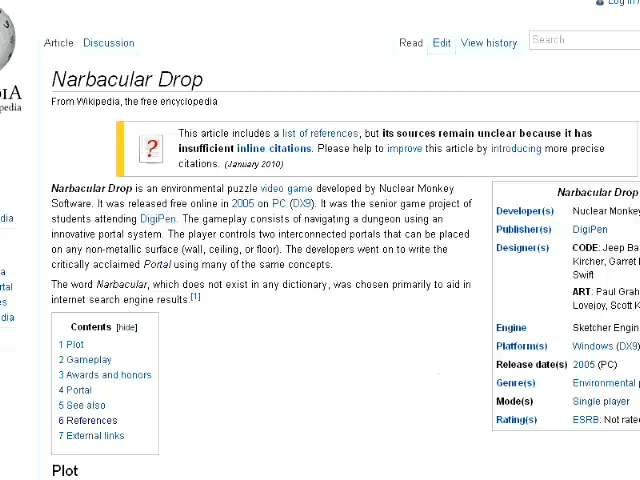 Log in /
Article Discussion Read Edit View history Search
Narbacular Drop
From Wikipedia, the free encyclopedia
pedia
This article includes a list of references, but its sources remain unclear because it has
insufficient inline citations. Please help to improve this article by introducing more precise
citations. (January 2010)
Narbacular Drop is an environmental puzzle video game developed by Nuclear Monkey
Software. It was released free online in 2005 on PC (DX9). It was the senior game project of
students attending DigiPen. The gameplay consists of navigating a dungeon using an
innovative portal system. The player controls two interconnected portals that can be placed
on any non-metallic surface (wall, ceiling, or floor). The developers went on to write the
critically acclaimed Portal using many of the same concepts.
The word Narbacular, which does not exist in any dictionary, was chosen primarily to aid in
internet search engine results.[1]
Contents [hide]
1 Plot
2 Gameplay
3 Awards and honors
4 Portal
5 See also
6 References
7 External links
Plot
Narbacular Drop
Developer(s) Nuclear Monkey
Publisher(s) DigiPen
Designer(s) CODE: Jeep Ba
Kircher, Garret
Swift
ART: Paul Grah
Lovejoy, Scott K
Engine Sketcher Engin
Platform(s) Windows (DX9)
Release date(s) 2005 (PC)
Genre(s) Environmental p
Mode(s) Single player
Rating(s) ESRB: Not rate